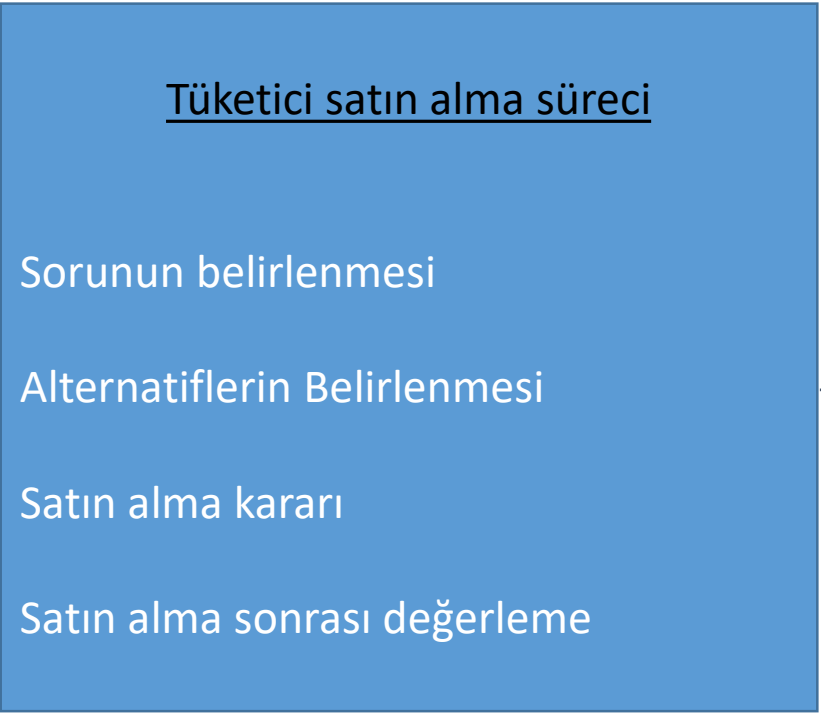 Tüketici satın alma süreci
Sorunun belirlenmesi
Alternatiflerin Belirlenmesi
Satın alma kararı
Satın alma sonrası değerleme